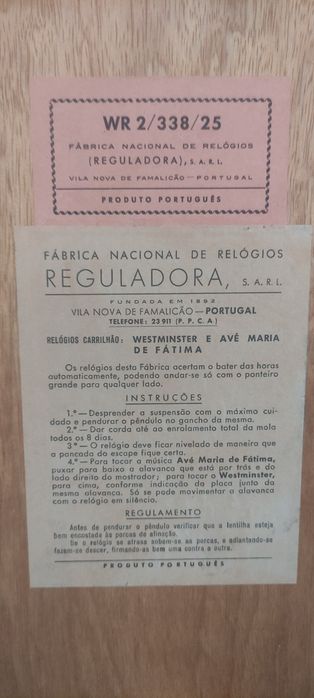 WR 2/338/25
FÁBRICA NACIONAL DE RELÓGIOS
(REGULADORA), S. A. R. L.
VILA NOVA DE FAMALICÃO — PORTUGAL
PRODUTO PORTUGUÊS
FÁBRICA NACIONAL DE RELÓGIOS
REGULADORA, S. A. R. L.
FUNDADA EM 1892
VILA NOVA DE FAMALICÃO — PORTUGAL
TELEFONE: 23911 (P. P. C. A)
RELÓGIOS CARRILHÃO: WESTMINSTER E AVÉ MARIA
DE FÁTIMA
Os relógios desta Fábrica acertam o bater das horas
automaticamente, podendo andar-se só com o ponteiro
grande para qualquer lado.
INSTRUÇÕES
1.º — Desprender a suspensão com o máximo cui-
dado e pendurar o pêndulo no gancho da mesma.
2.º — Dar corda até ao enrolamento total da mola
todos os 8 dias.
3.º — O relógio deve ficar nivelado de maneira que
a pancada do escape fique certa.
4.º — Para tocar a música Avé Maria de Fátima,
puxar para baixo a alavanca que está por trás e do
lado direito do mostrador; para tocar o Westminster,
para cima, conforme indicação da placa junto da
mesma alavanca. Só se pode movimentar a alavanca
com o relógio em silêncio.
REGULAMENTO
Antes de pendurar o pêndulo verificar que a lentilha esteja
bem encostada às porcas de afinação.
Se o relógio se atrasa sobem-se as porcas, e adiantando-se
fazem-se descer, firmando-as bem uma contra a outra.
PRODUTO PORTUGUÊS